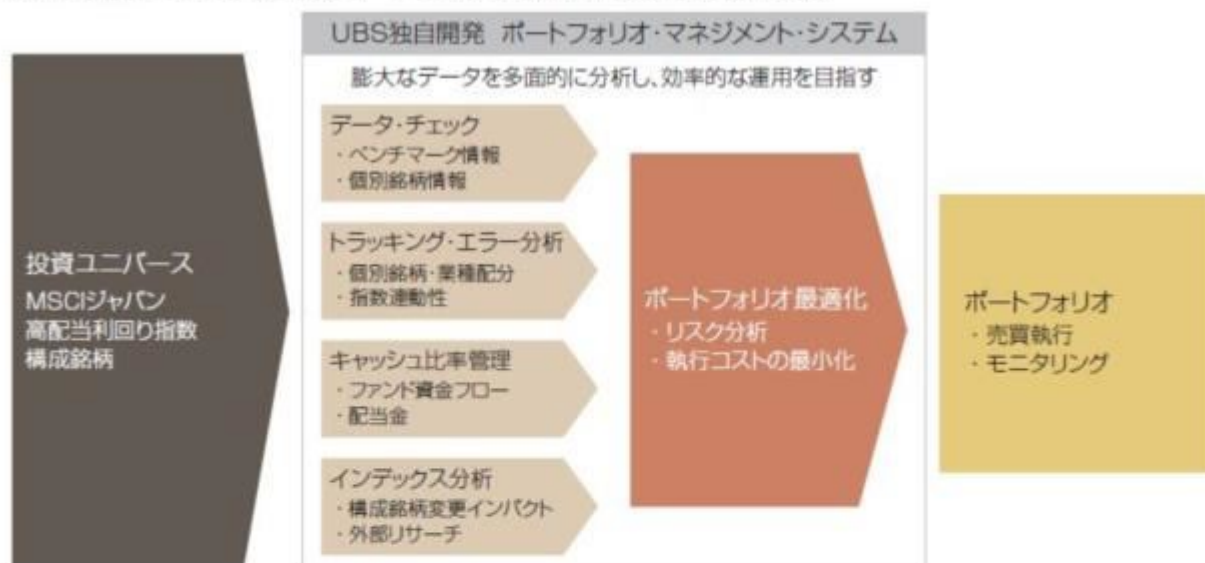 UBS独自開発 ポートフォリオ・マネジメント・システム
膨大なデータを多面的に分析し、効率的な運用を目指す
投資ユニバース
MSCIジャパン
高配当利回り指数
構成銘柄
データ・チェック
・ベンチマーク情報
・個別銘柄情報
トラッキング・エラー分析
・個別銘柄・業種配分
・指数連動性
キャッシュ比率管理
・ファンド資金フロー
・配当金
インデックス分析
・構成銘柄変更インパクト
・外部リサーチ
ポートフォリオ最適化
・リスク分析
・執行コストの最小化
ポートフォリオ
・売買執行
・モニタリング